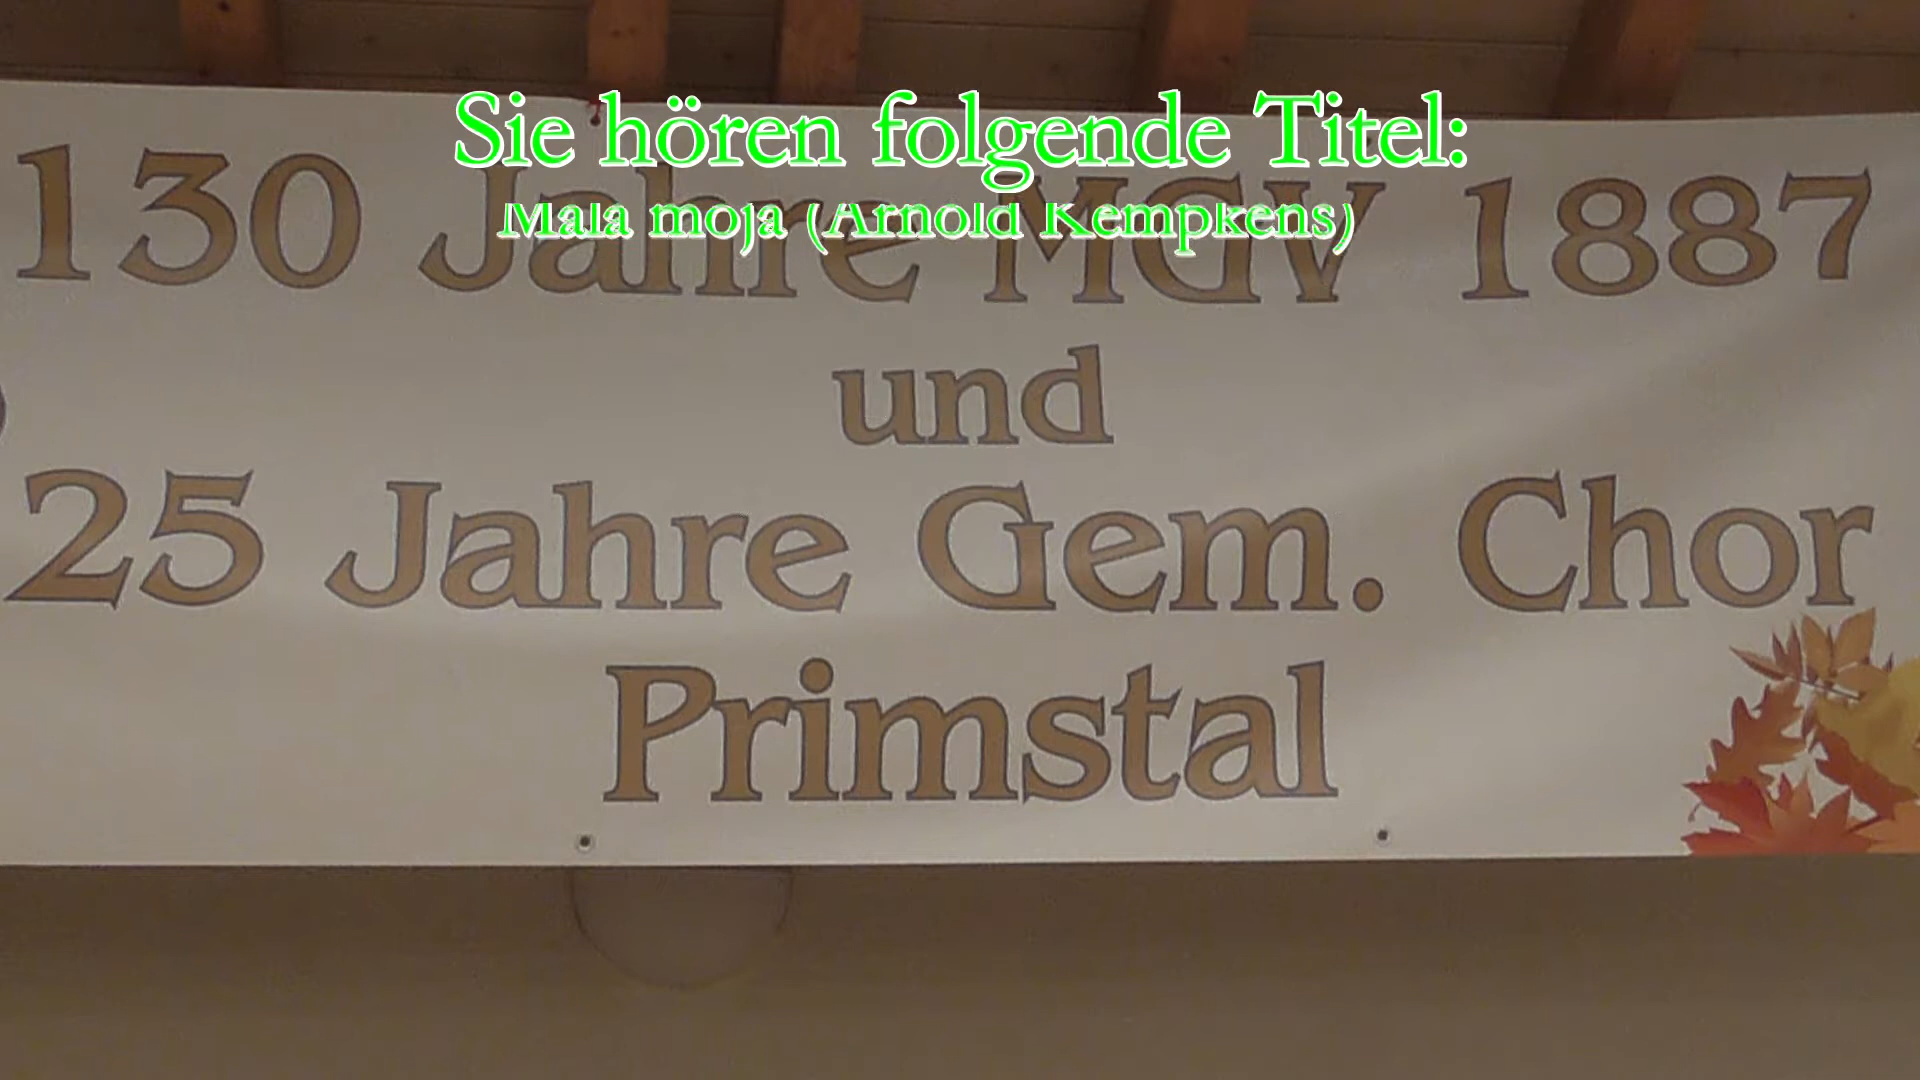 Sie hören folgende Titel:
Mala moja (Arnold Kempkens)
130 Jahre MGV 1887
und
25 Jahre Gem. Chor
Primstal